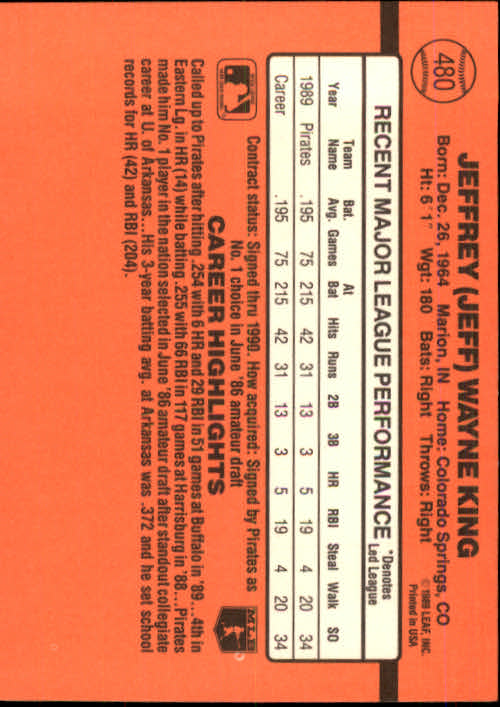 480
JEFFREY (JEFF) WAYNE KING
Born: Dec. 26, 1964 Marion, IN Home: Colorado Springs, CO
Ht: 6'1" Wgt: 180 Bats: Right Throws: Right
© 1989 LEAF, INC.
Printed in USA
RECENT MAJOR LEAGUE PERFORMANCE
*Denotes
Led League
Year Team Name Bat. Avg. Games At Bat Hits Runs 2B 3B HR RBI Steal Walk SO
1989 Pirates .195 75 215 42 31 13 3 5 19 4 20 34
Career .195 75 215 42 31 13 3 5 19 4 20 34
Contract status: Signed thru 1990. How acquired: Signed by Pirates as
No. 1 choice in June '86 amateur draft
MLB
CAREER HIGHLIGHTS
Called up to Pirates after hitting .254 with 6 HR and 29 RBI in 51 games at Buffalo in '89...4th in
Eastern Lg. in HR (14) while batting .255 with 66 RBI in 117 games at Harrisburg in '88...Pirates
made him No. 1 player in the nation selected in June '86 amateur draft after standout collegiate
career at U. of Arkansas...His 3-year batting avg. at Arkansas was .372 and he set school
records for HR (42) and RBI (204).